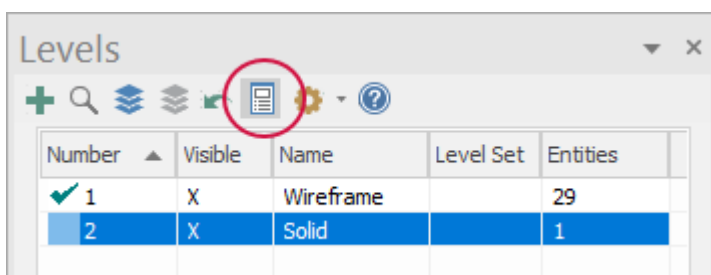 Levels
Number Visible Name Level Set Entities
1 X Wireframe 29
2 X Solid 1